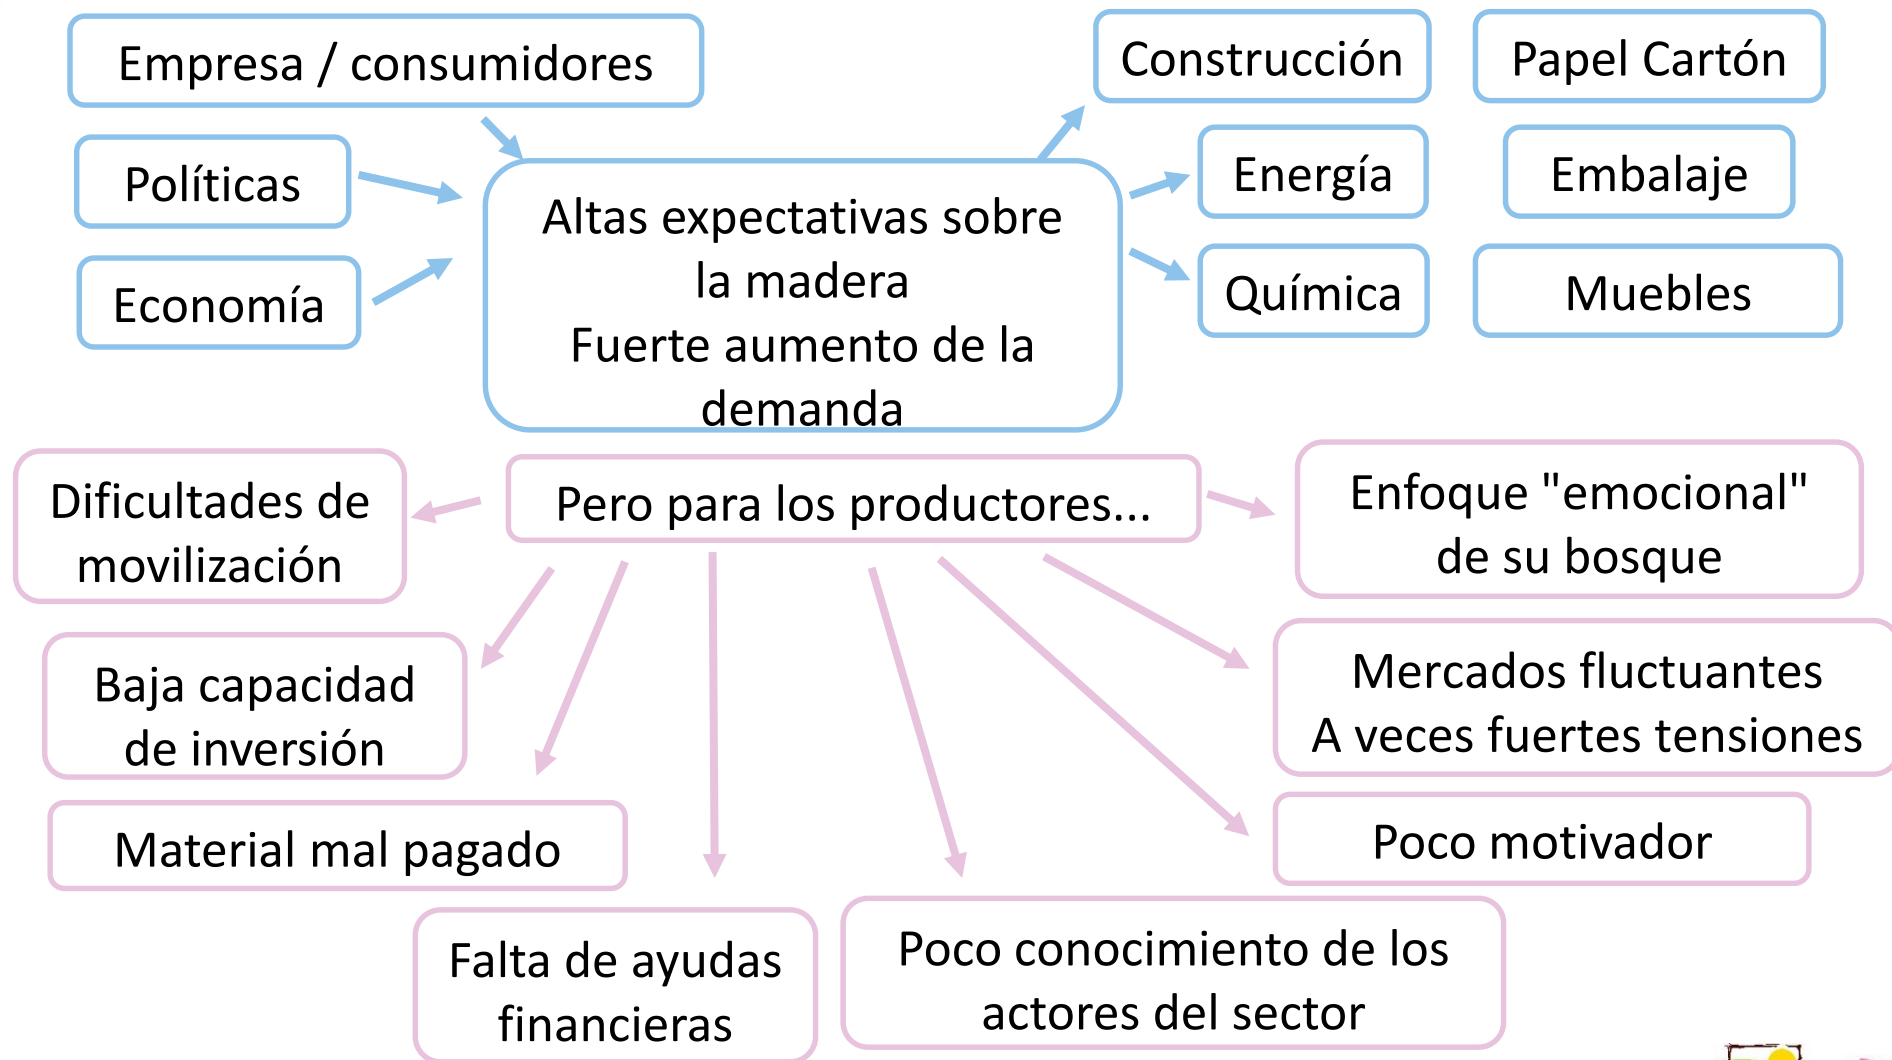 Empresa / consumidores
Construcción
Papel Cartón
Políticas
Energía
Embalaje
Economía
Química
Muebles
Altas expectativas sobre
la madera
Fuerte aumento de la
demanda
Pero para los productores...
Dificultades de
movilización
Enfoque "emocional"
de su bosque
Baja capacidad
de inversión
Mercados fluctuantes
A veces fuertes tensiones
Material mal pagado
Poco motivador
Falta de ayudas
financieras
Poco conocimiento de los
actores del sector